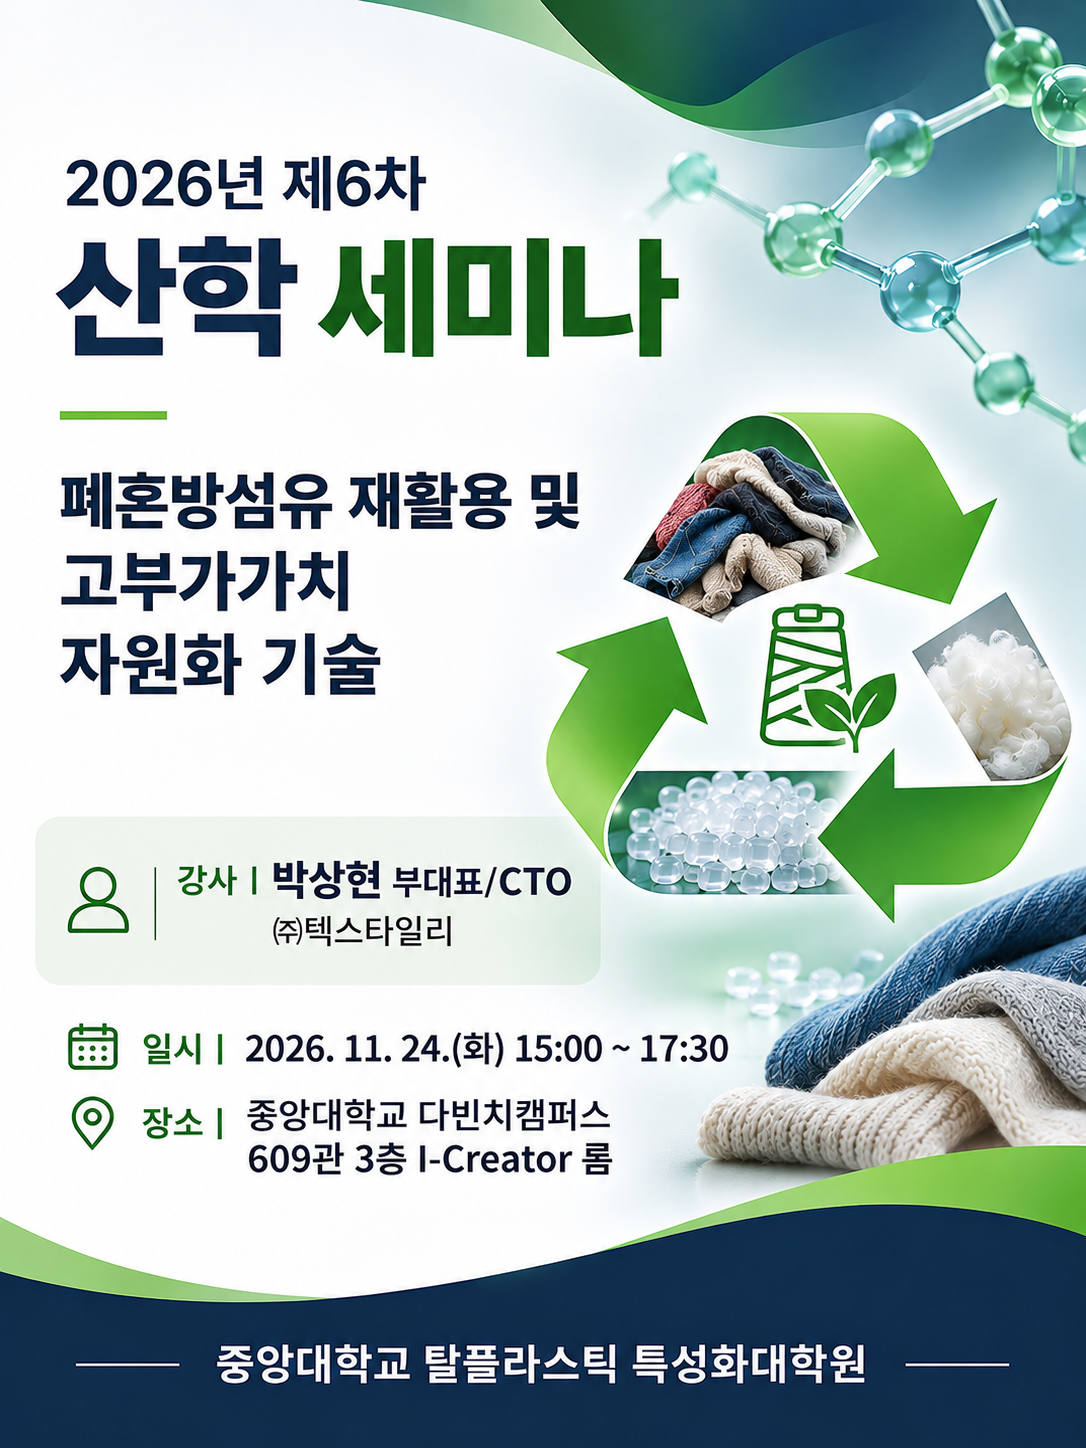 2026년 제6차
산학 세미나
폐혼방섬유 재활용 및
고부가가치
자원화 기술
강사 | 박상현 부대표/CTO
㈜텍스타일리
일시 | 2026. 11. 24.(화) 15:00 ~ 17:30
장소 | 중앙대학교 다빈치캠퍼스
609관 3층 I-Creator 룸
중앙대학교 탈플라스틱 특성화대학원